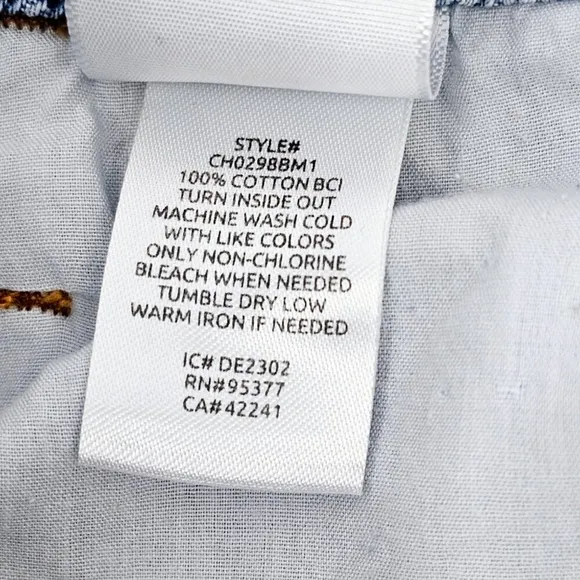 STYLE#
CH0298BM1
100% COTTON BCI
TURN INSIDE OUT
MACHINE WASH COLD
WITH LIKE COLORS
ONLY NON-CHLORINE
BLEACH WHEN NEEDED
TUMBLE DRY LOW
WARM IRON IF NEEDED
IC# DE2302
RN#95377
CA#42241